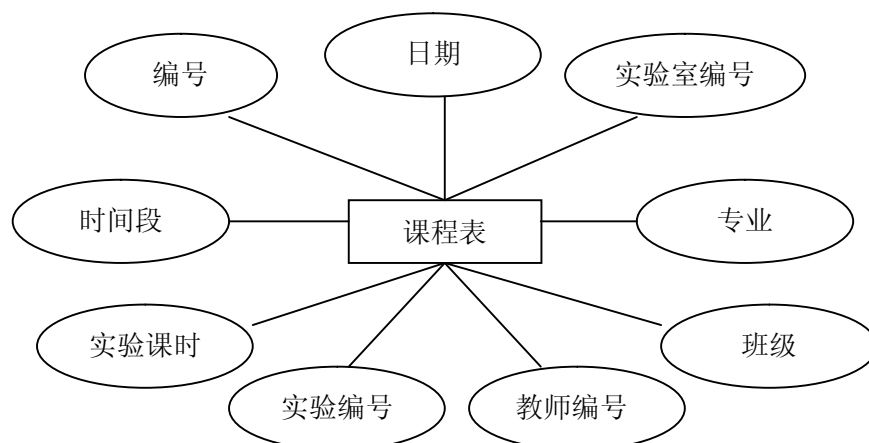 日期
编号
实验室编号
时间段
课程表
专业
实验课时
班级
实验编号
教师编号